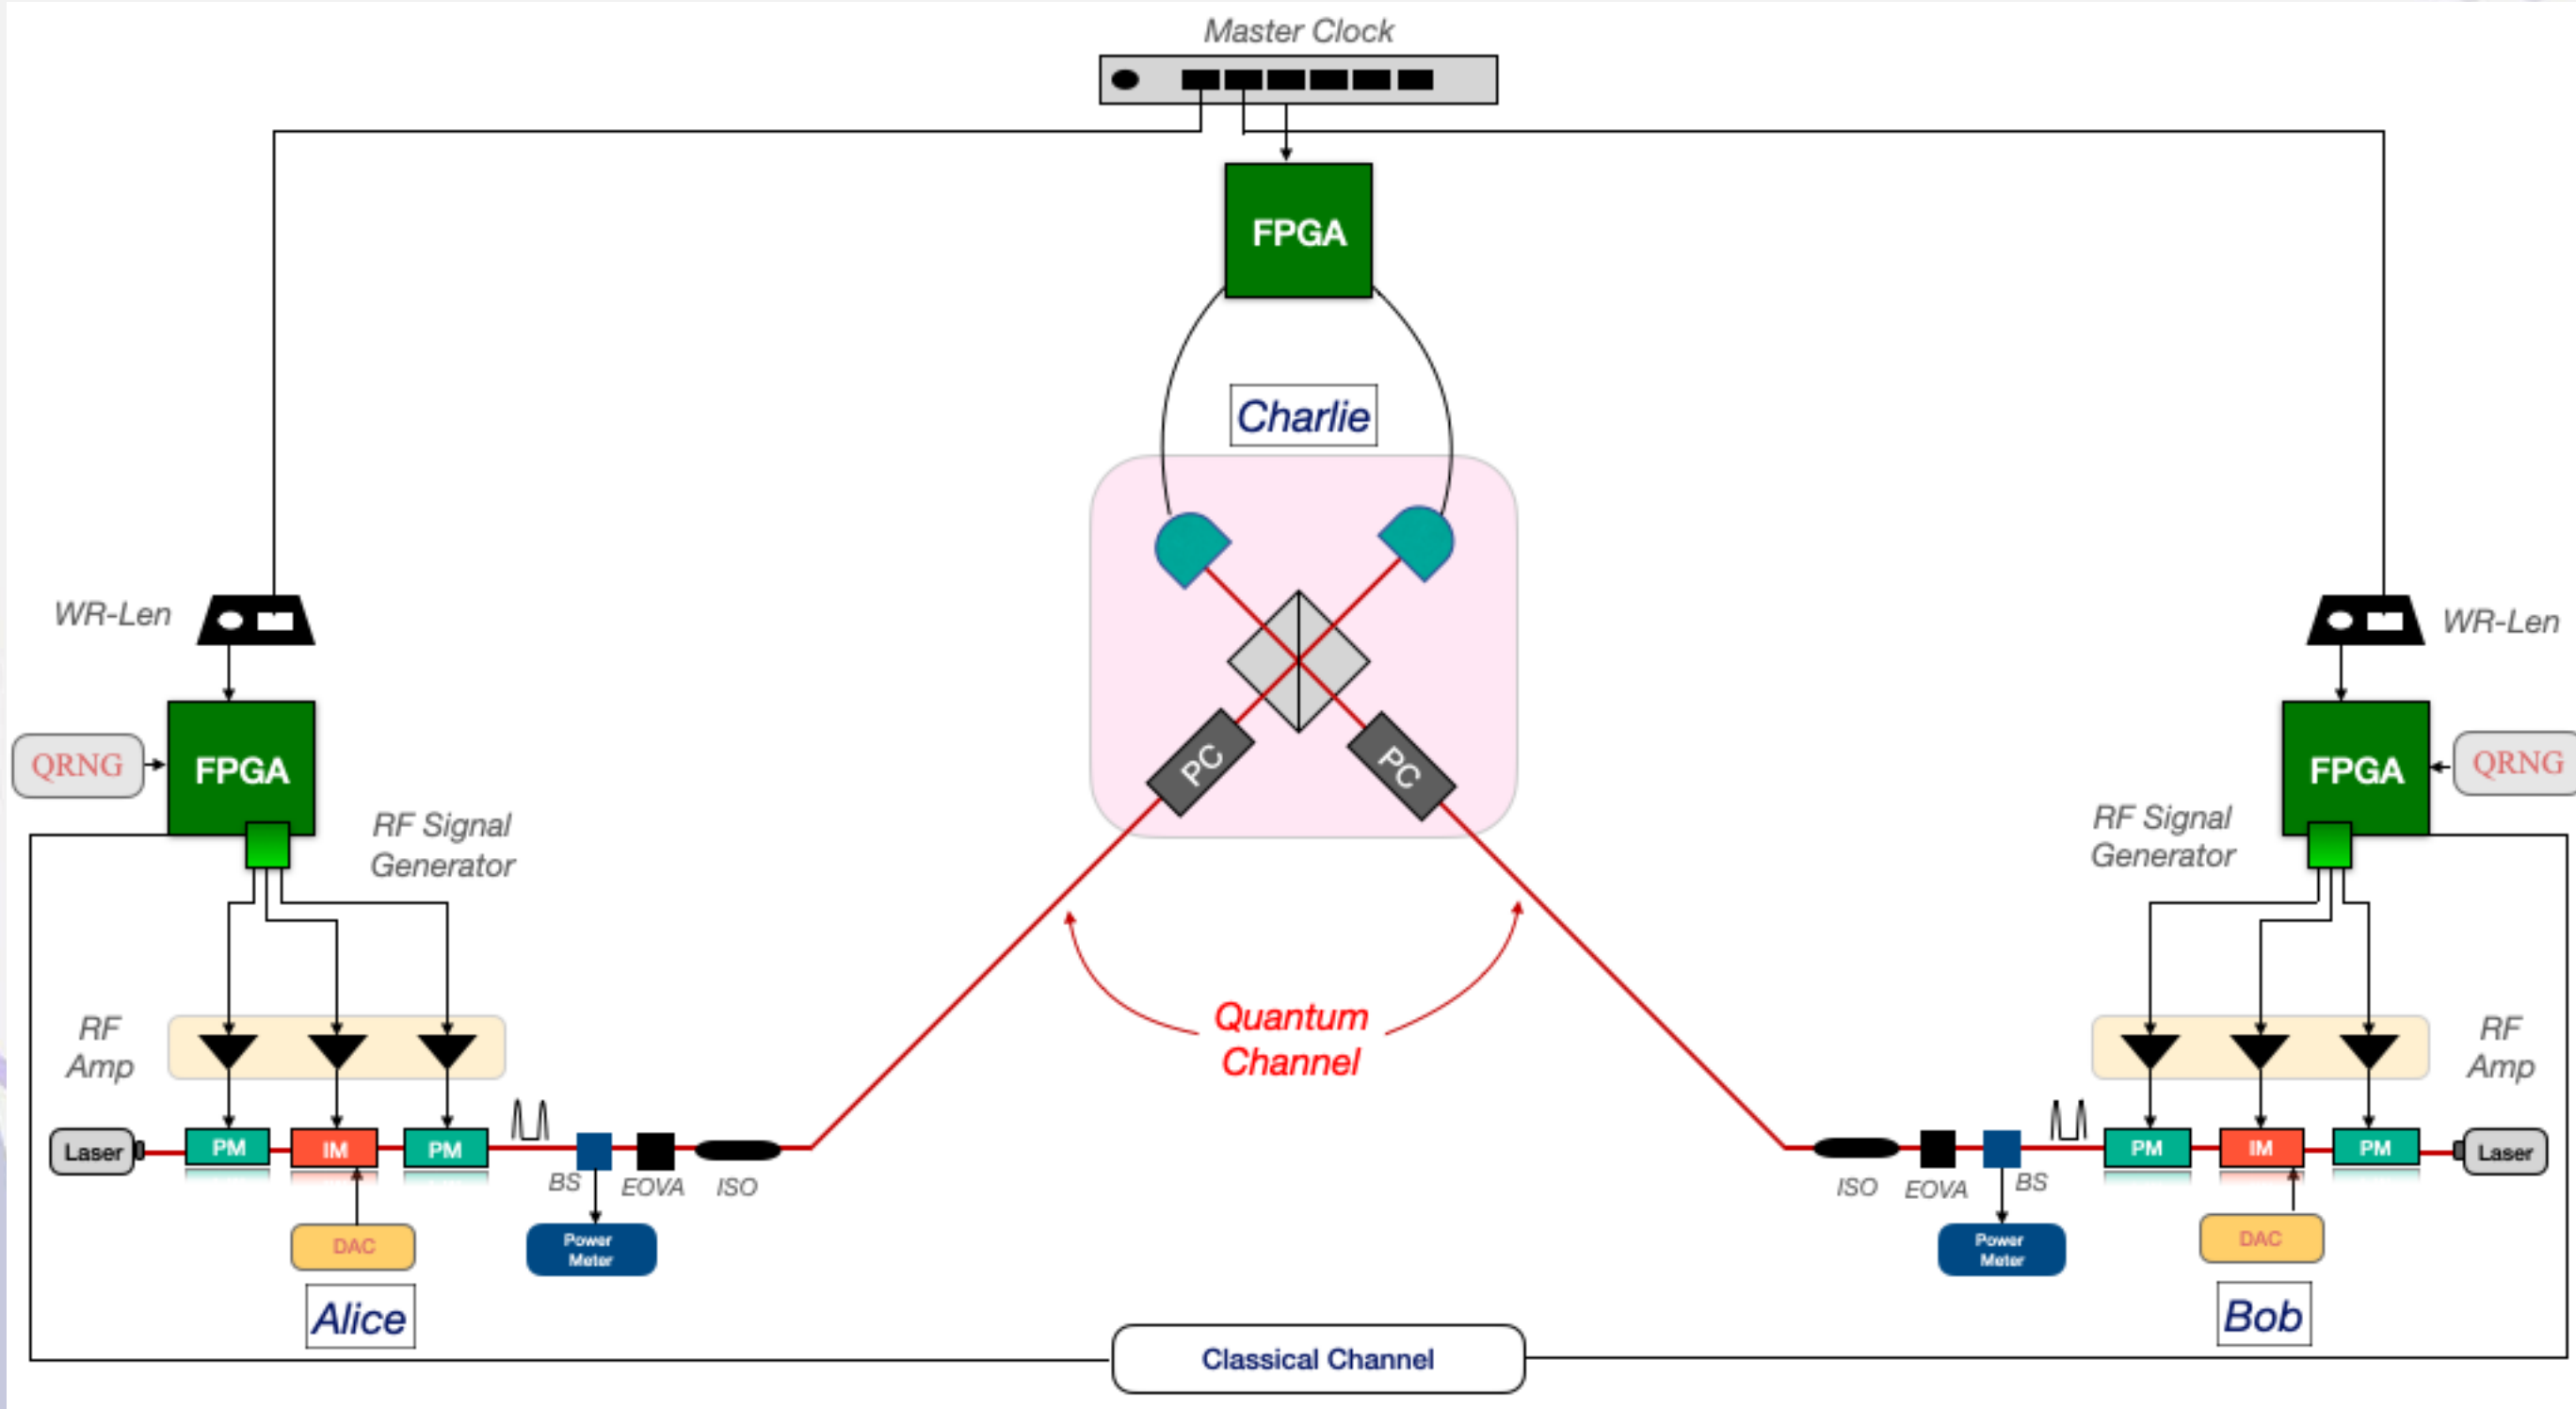 Master Clock
FPGA
Charlie
WR-Len
WR-Len
PC
PC
QRNG
FPGA
FPGA
QRNG
RF Signal
Generator
RF Signal
Generator
Quantum
Channel
RF
Amp
RF
Amp
Laser
PM
IM
PM
PM
IM
PM
Laser
BS
EOVA
ISO
ISO
EOVA
BS
DAC
Power
Meter
Power
Meter
DAC
Alice
Bob
Classical Channel